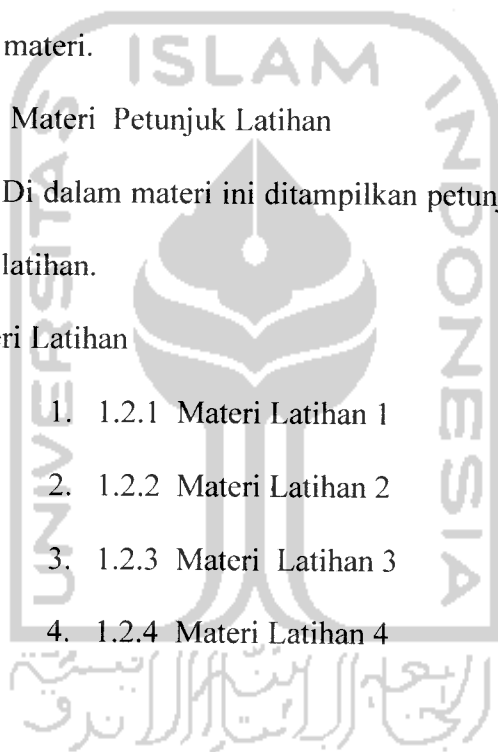 materi.
ISLAM
Materi Petunjuk Latihan
Di dalam materi ini ditampilkan
latihan.
Latihan
1. 1.2.1 Materi Latihan 1
2. 1.2.2 Materi Latihan 2
3. 1.2.3 Materi Latihan 3
4. 1.2.4 Materi Latihan 4
UNIVERSITAS
INDONESIA